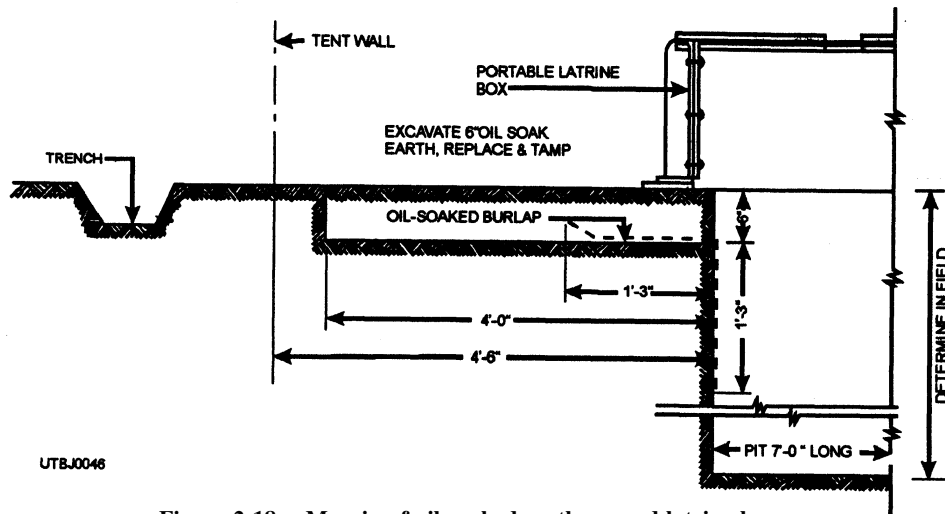 TENT WALL
PORTABLE LATRINE
BOX
EXCAVATE 6"OIL SOAK
EARTH, REPLACE & TAMP
TRENCH
OIL-SOAKED BURLAP
6"
1'-3"
1'-3"
4'-0"
4'-6"
DETERMINE IN FIELD
PIT 7'-0" LONG
UTBJ0046